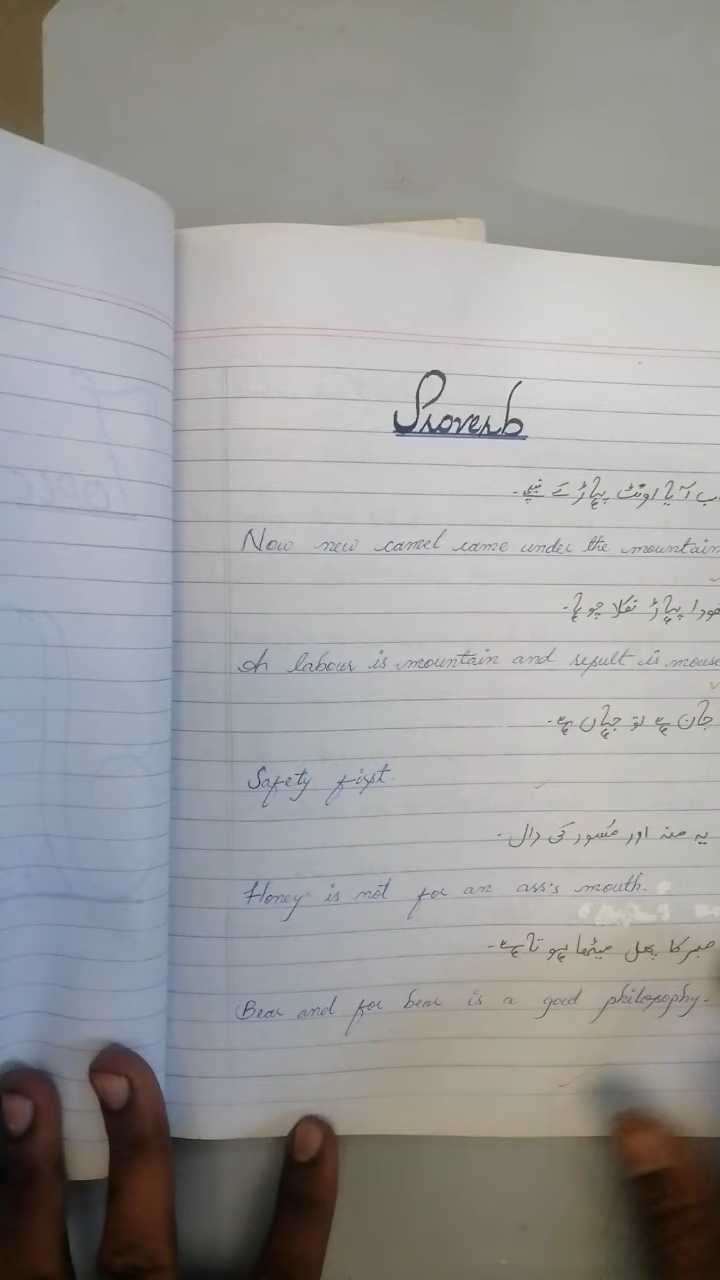 Proverb
اب آیا اونٹ پہاڑ کے نیچے۔
Now new camel came under the mountain
کھودا پہاڑ نکلا چوہا۔
A labour is mountain and result is mouse
جان ہے تو جہاں ہے۔
Safety first.
یہ منہ اور مسور کی دال۔
Honey is not for an ass's mouth.
صبر کا پھل میٹھا ہوتا ہے۔
Bear and for bear is a good philosophy.